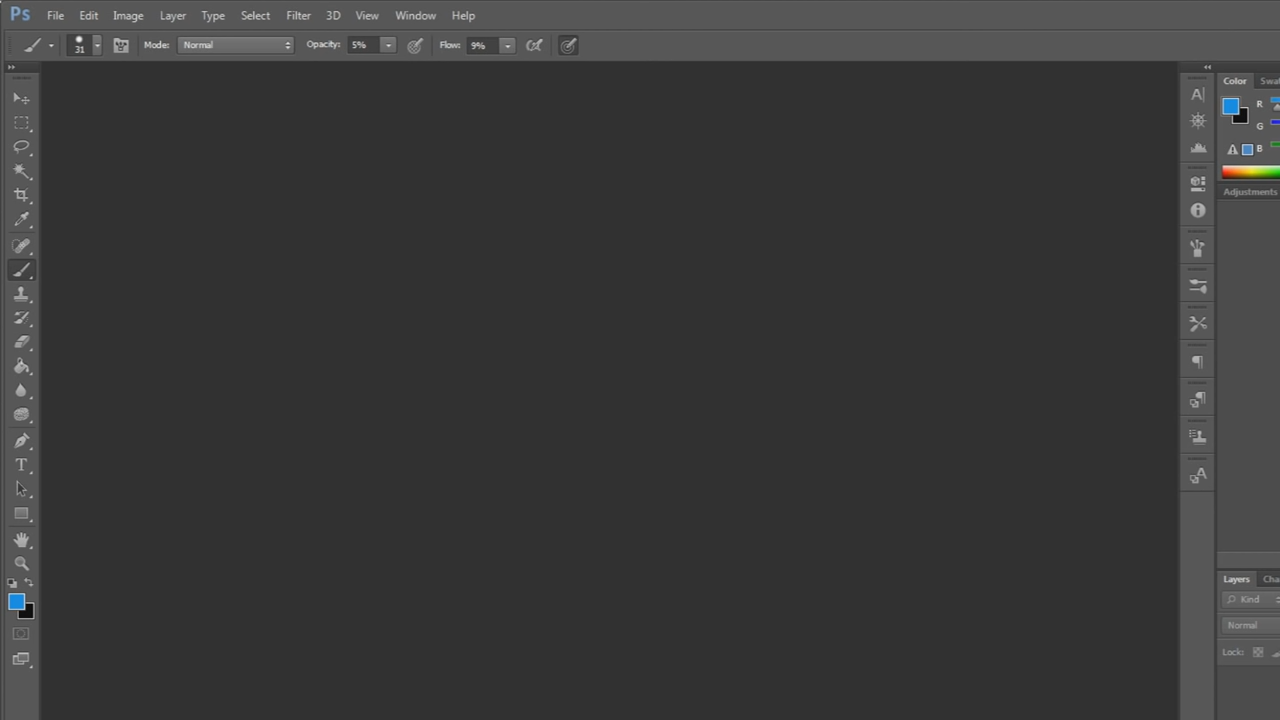 Ps File Edit Image Layer Type Select Filter 3D View Window Help
31 Mode: Normal Opacity: 5% Flow: 9%
Color
R
G
B
Adjustments
Layers
Kind
Normal
Lock: